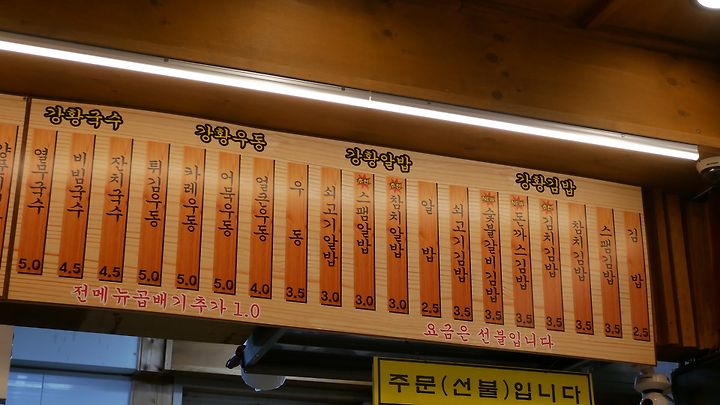 강황국수
열무국수 5.0
비빔국수 4.5
잔치국수 4.5
강황우동
튀김우동 5.0
카레우동 5.0
어묵우동 5.0
얼큰우동 4.0
우동 3.5
강황알밥
쇠고기알밥 3.0
스팸알밥 3.0
참치알밥 3.0
알밥 2.5
강황김밥
쇠고기김밥 3.5
숯불갈비김밥 3.5
돈까스김밥 3.5
김치김밥 3.5
참치김밥 3.5
스팸김밥 3.5
김밥 2.5
전메뉴곱배기추가 1.0
요금은 선불입니다
주문(선불)입니다